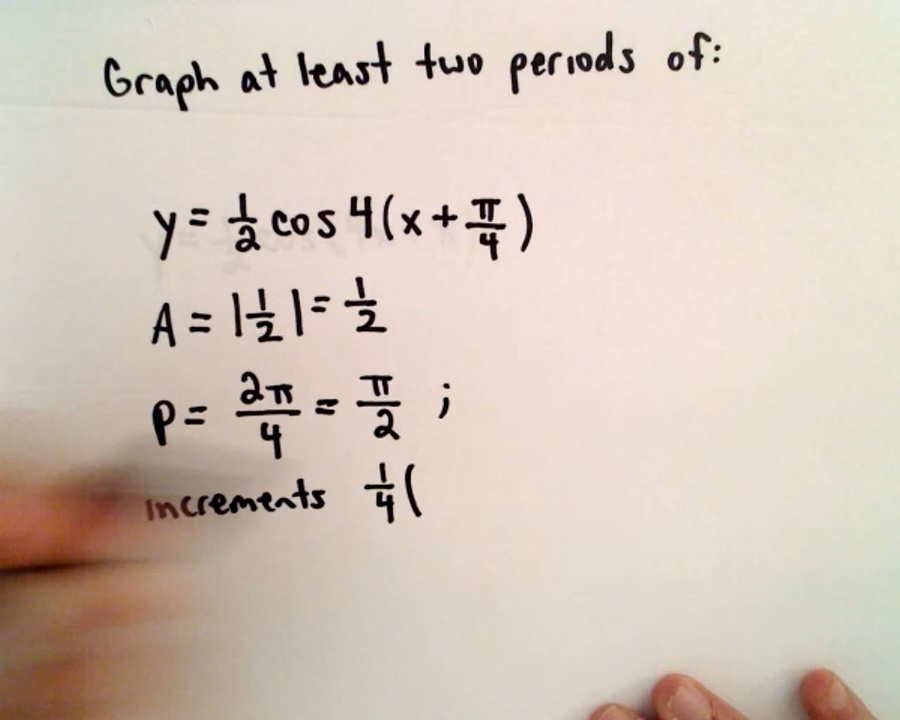 Graph at least two periods of:
y = 1/2 cos 4(x + π/4)
A = |1/2| = 1/2
P = 2π/4 = π/2 ;
increments 1/4(